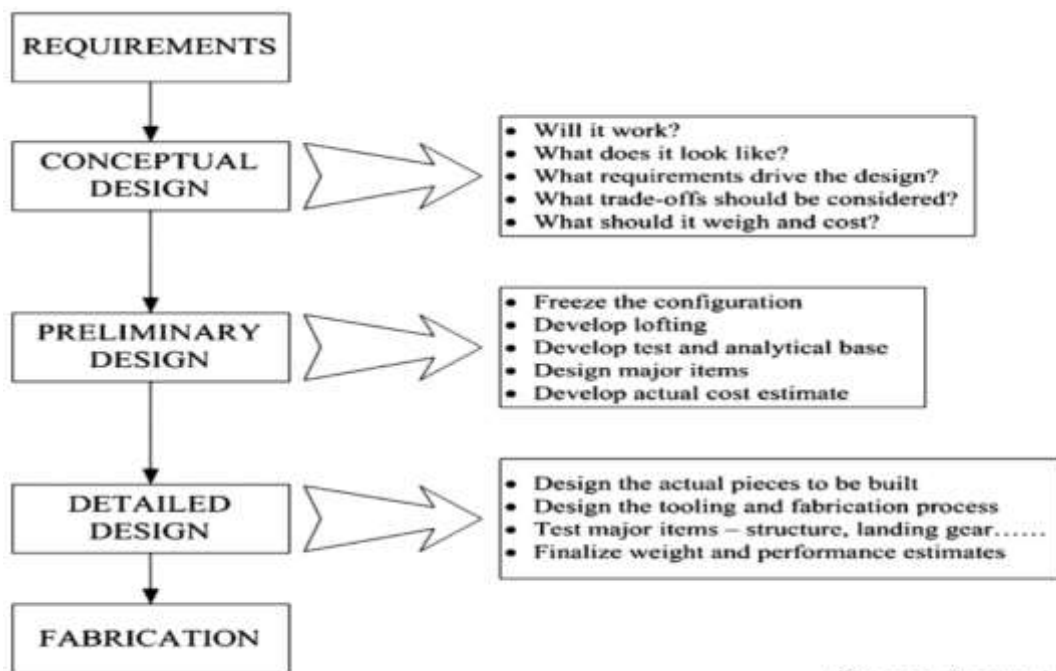 REQUIREMENTS
CONCEPTUAL
DESIGN
• Will it work?
• What does it look like?
• What requirements drive the design?
• What trade-offs should be considered?
• What should it weigh and cost?
PRELIMINARY
DESIGN
• Freeze the configuration
• Develop lofting
• Develop test and analytical base
• Design major items
• Develop actual cost estimate
DETAILED
DESIGN
• Design the actual pieces to be built
• Design the tooling and fabrication process
• Test major items – structure, landing gear……
• Finalize weight and performance estimates
FABRICATION